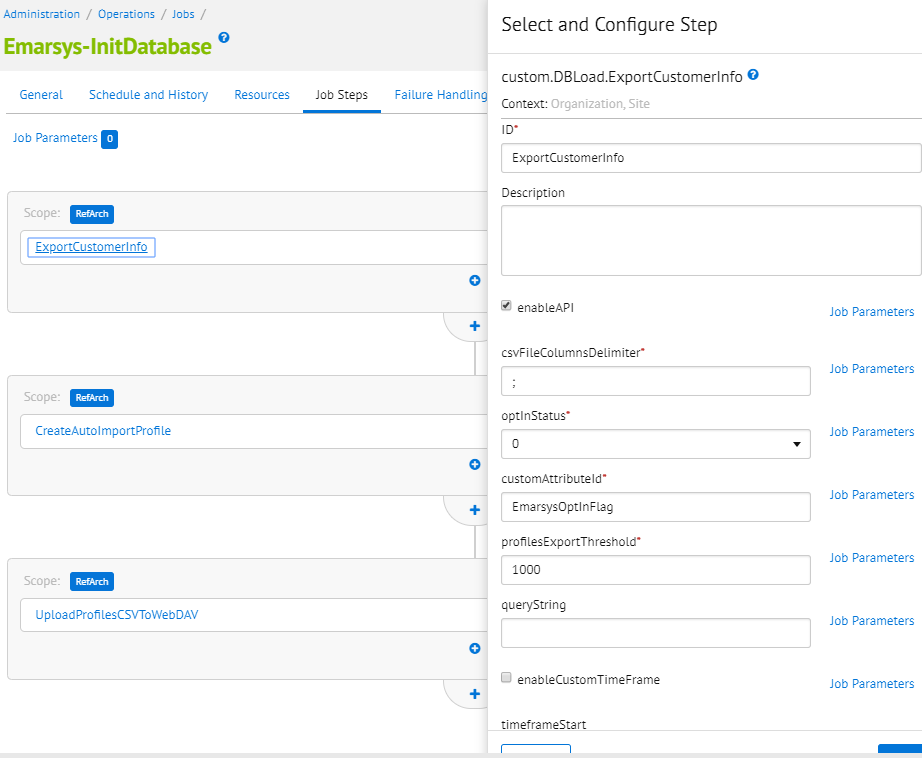 Administration / Operations / Jobs /
Emarsys-InitDatabase ?
General Schedule and History Resources Job Steps Failure Handling
Job Parameters 0
Scope: RefArch
ExportCustomerInfo
Scope: RefArch
CreateAutoImportProfile
Scope: RefArch
UploadProfilesCSVToWebDAV
Select and Configure Step
custom.DBLoad.ExportCustomerInfo ?
Context: Organization, Site
ID*
ExportCustomerInfo
Description
enableAPI Job Parameters
csvFileColumnsDelimiter*
; Job Parameters
optInStatus*
0 Job Parameters
customAttributeId*
EmarsysOptInFlag Job Parameters
profilesExportThreshold*
1000 Job Parameters
queryString
Job Parameters
enableCustomTimeFrame Job Parameters
timeframeStart